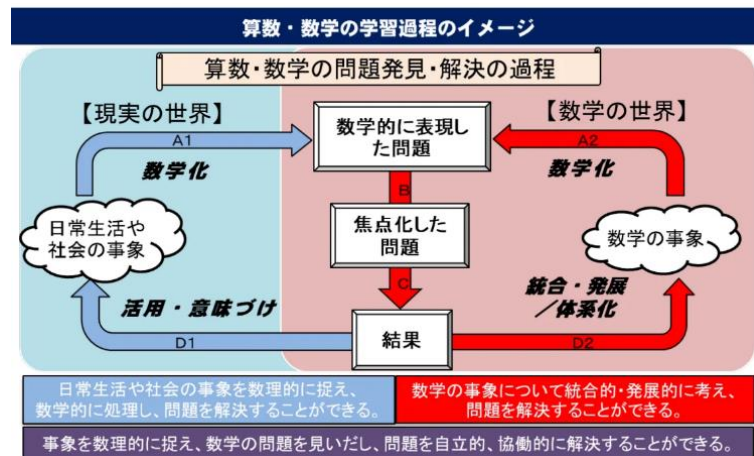 算数・数学の学習過程のイメージ
算数・数学の問題発見・解決の過程
【現実の世界】
【数学の世界】
A1
数学的に表現し
た問題
A2
数学化
数学化
B
日常生活や
社会の事象
焦点化した
問題
数学の事象
C
活用・意味づけ
統合・発展
／体系化
D1
結果
D2
日常生活や社会の事象を数理的に捉え、
数学的に処理し、問題を解決することができる。
数学の事象について統合的・発展的に考え、
問題を解決することができる。
事象を数理的に捉え、数学の問題を見いだし、問題を自立的、協働的に解決することができる。